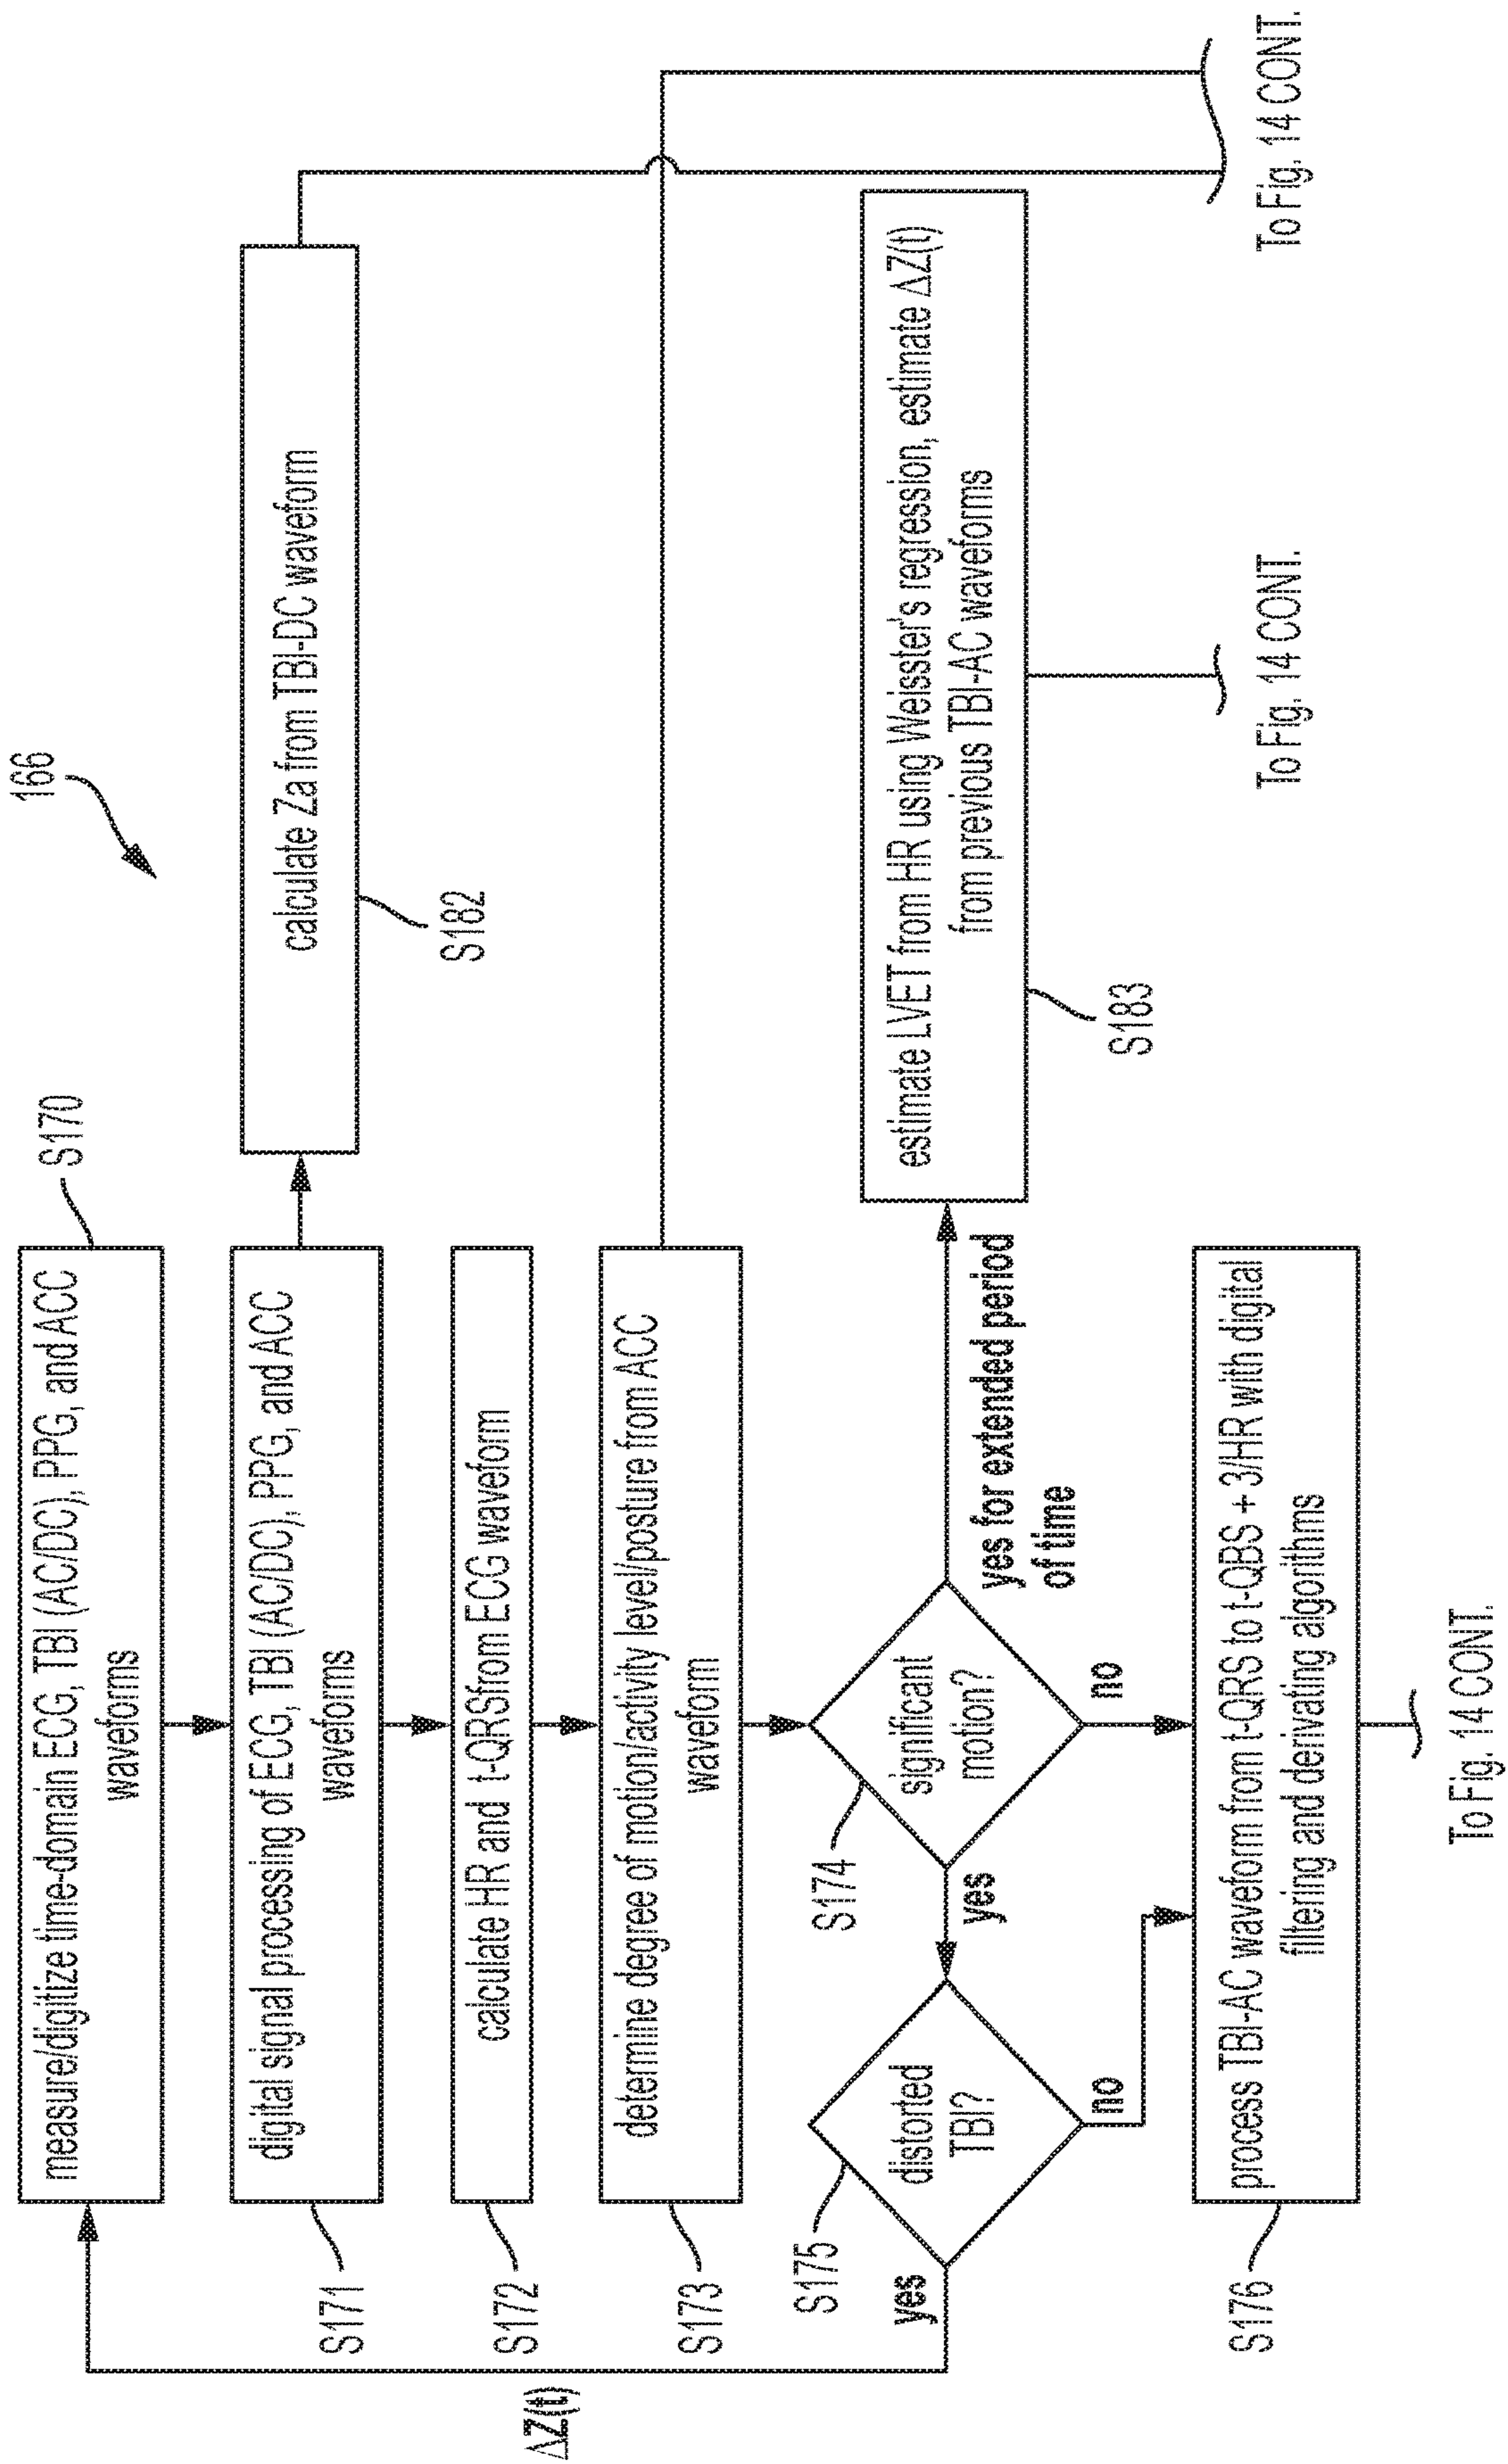 166
S170
measure/digitize time-domain ECG, TBI (AC/DC), PPG, and ACC
waveforms
S171
digital signal processing of ECG, TBI (AC/DC), PPG, and ACC
waveforms
calculate Za from TBI-DC waveform
S182
S172
calculate HR and t-QRSfrom ECG waveform
S173
determine degree of motion/activity level/posture from ACC
waveform
S174
significant
motion?
yes for extended period
of time
estimate LVET from HR using Weisster's regression, estimate ΔZ(t)
from previous TBI-AC waveforms
S183
yes
no
S175
distorted
TBI?
yes
no
ΔZ(t)
S176
process TBI-AC waveform from t-QRS to t-QBS + 3/HR with digital
filtering and derivating algorithms
To Fig. 14 CONT.
To Fig. 14 CONT.
To Fig. 14 CONT.